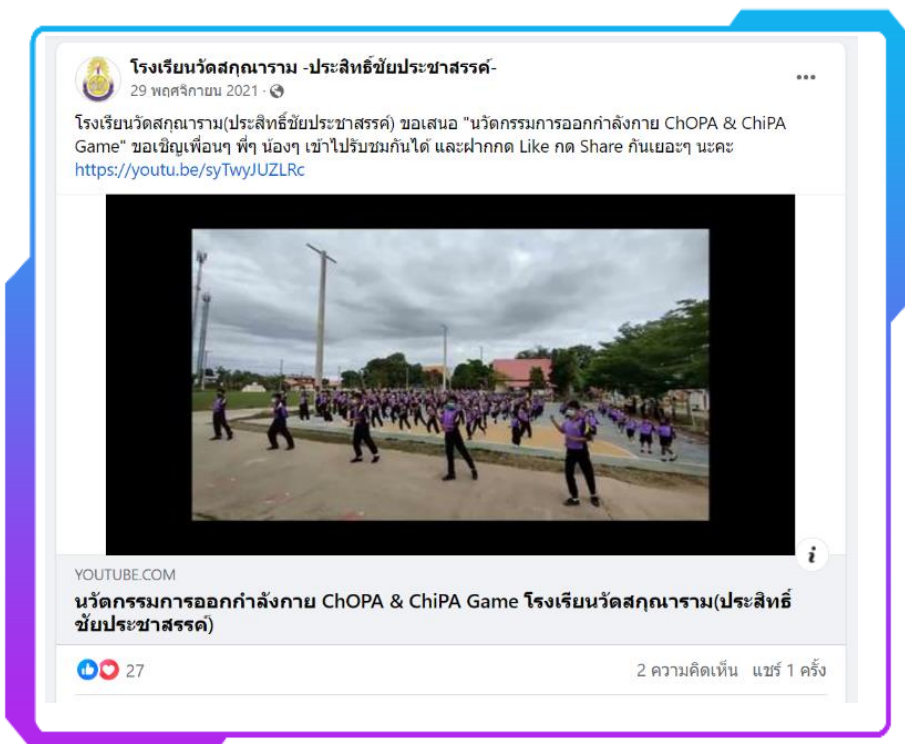 โรงเรียนวัดสกุณาราม -ประสิทธิ์ชัยประชาสรรค์-
29 พฤศจิกายน 2021 ·
โรงเรียนวัดสกุณาราม(ประสิทธิ์ชัยประชาสรรค์) ขอเสนอ "นวัตกรรมการออกกำลังกาย ChOPA & ChiPA
Game" ขอเชิญเพื่อนๆ พี่ๆ น้องๆ เข้าไปรับชมกันได้ และฝากกด Like กด Share กันเยอะๆ นะคะ
https://youtu.be/syTwyJUZLRc
YOUTUBE.COM
นวัตกรรมการออกกำลังกาย ChOPA & ChiPA Game โรงเรียนวัดสกุณาราม(ประสิทธิ์
ชัยประชาสรรค์)
27
2 ความคิดเห็น แชร์ 1 ครั้ง